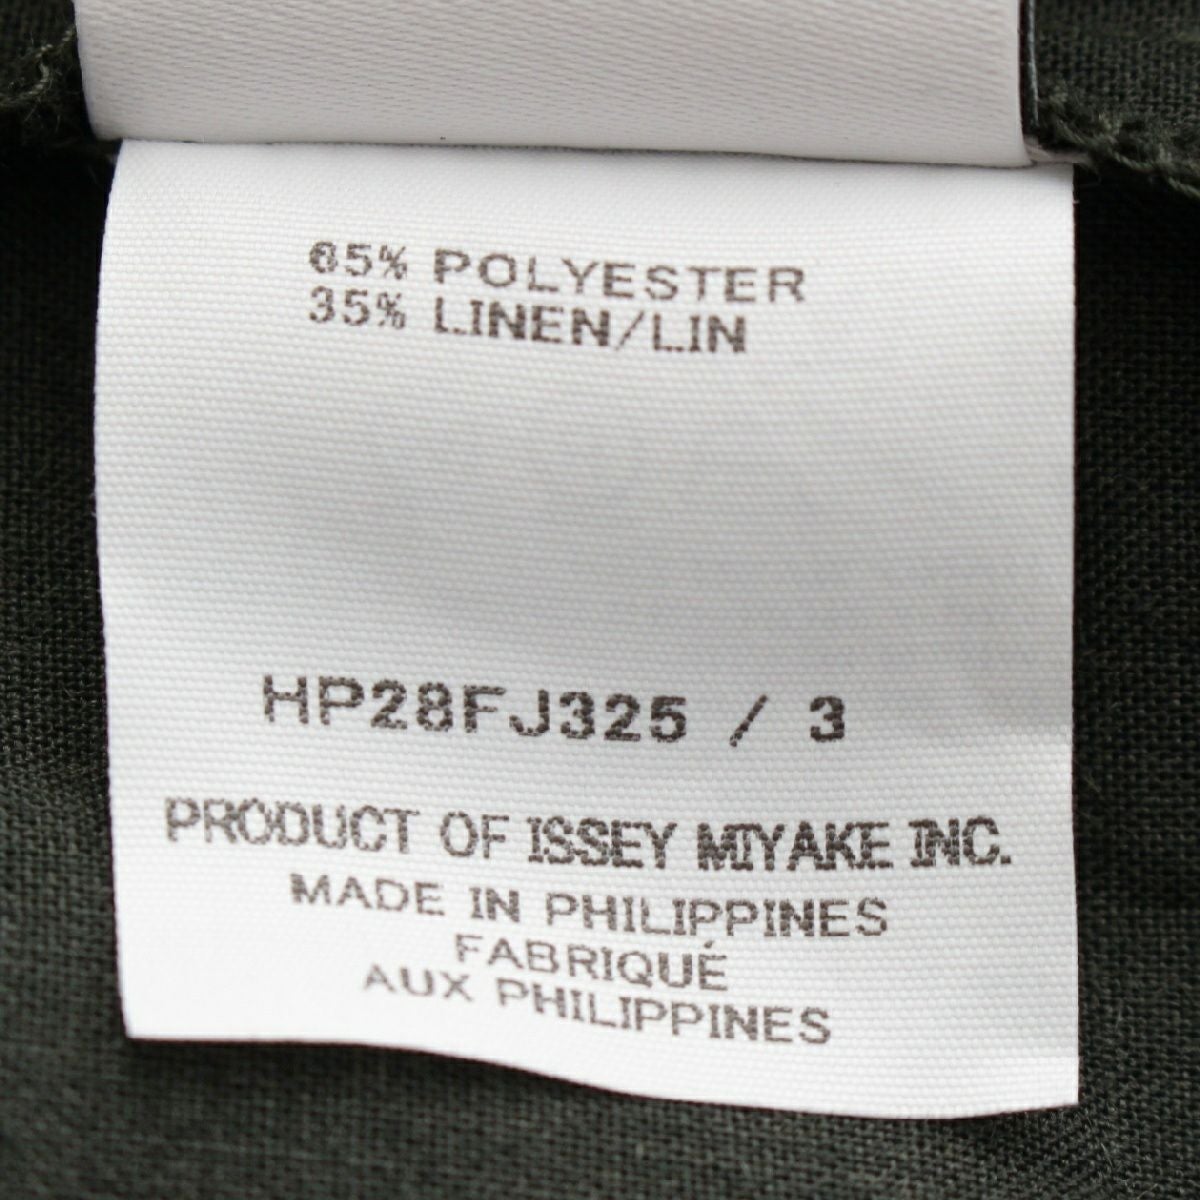 65% POLYESTER
35% LINEN/LIN
HP28FJ325 / 3
PRODUCT OF ISSEY MIYAKE INC.
MADE IN PHILIPPINES
FABRIQUÉ
AUX PHILIPPINES